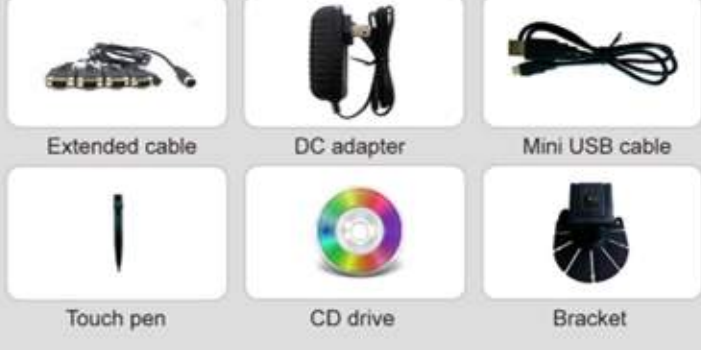 Extended cable
DC adapter
Mini USB cable
Touch pen
CD drive
Bracket